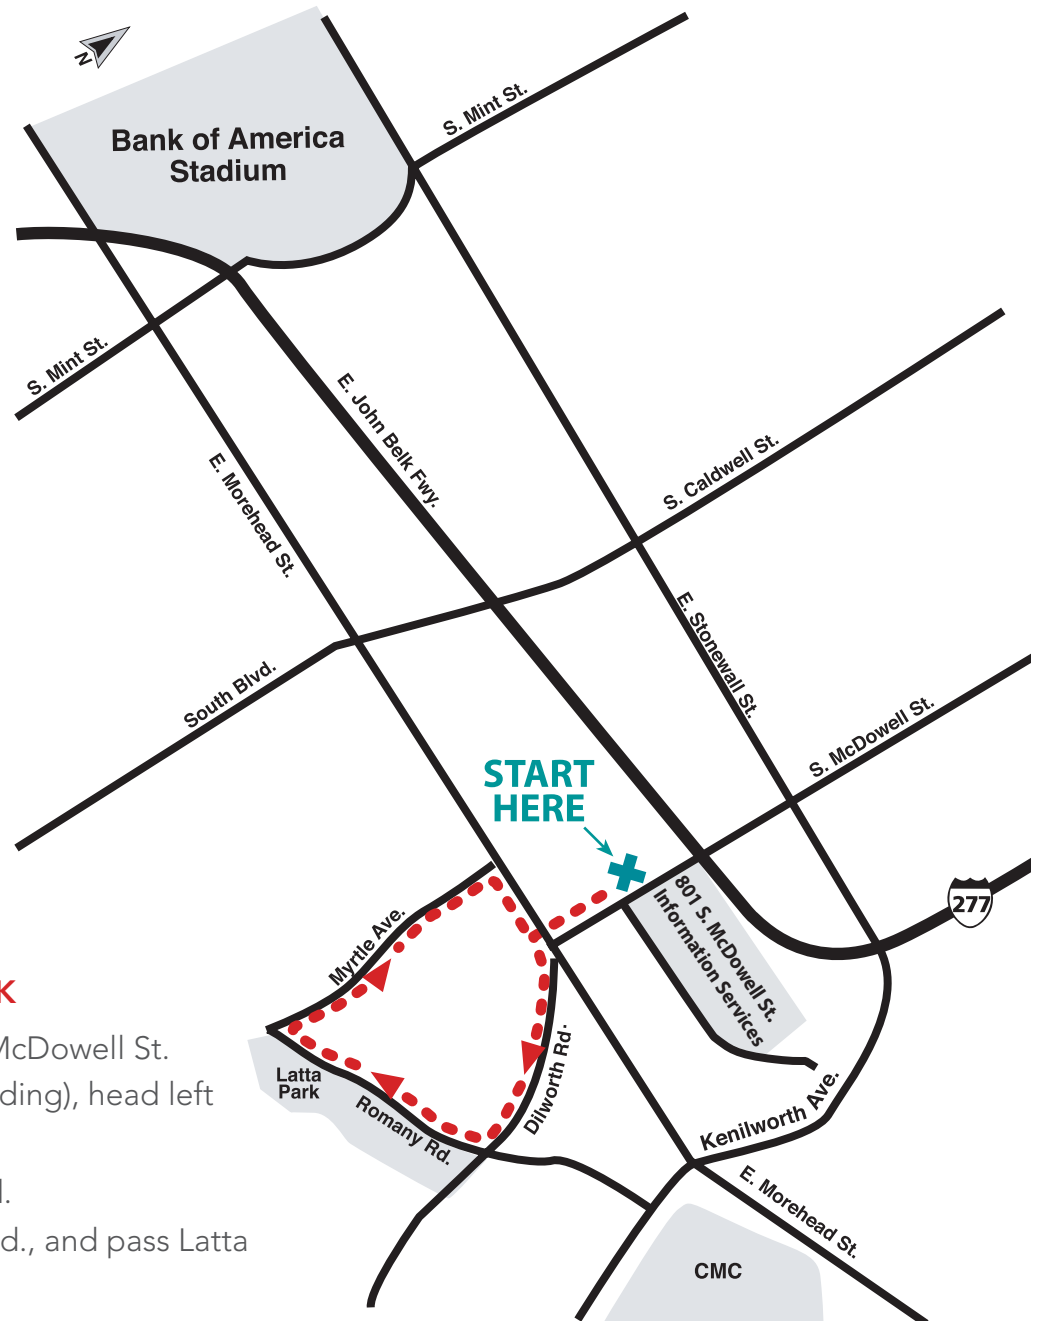 N
Bank of America
Stadium
S. Mint St.
S. Mint St.
E. John Belk Fwy.
E. Morehead St.
S. Caldwell St.
South Blvd.
E. Stonewall St.
S. McDowell St.
START
HERE
801 S. McDowell St.
Information Services
277
Myrtle Ave.
K
McDowell St.
ding), head left
Latta
Park
Dilworth Rd.
Romany Rd.
Kenilworth Ave.
l.
d., and pass Latta
E. Morehead St.
CMC